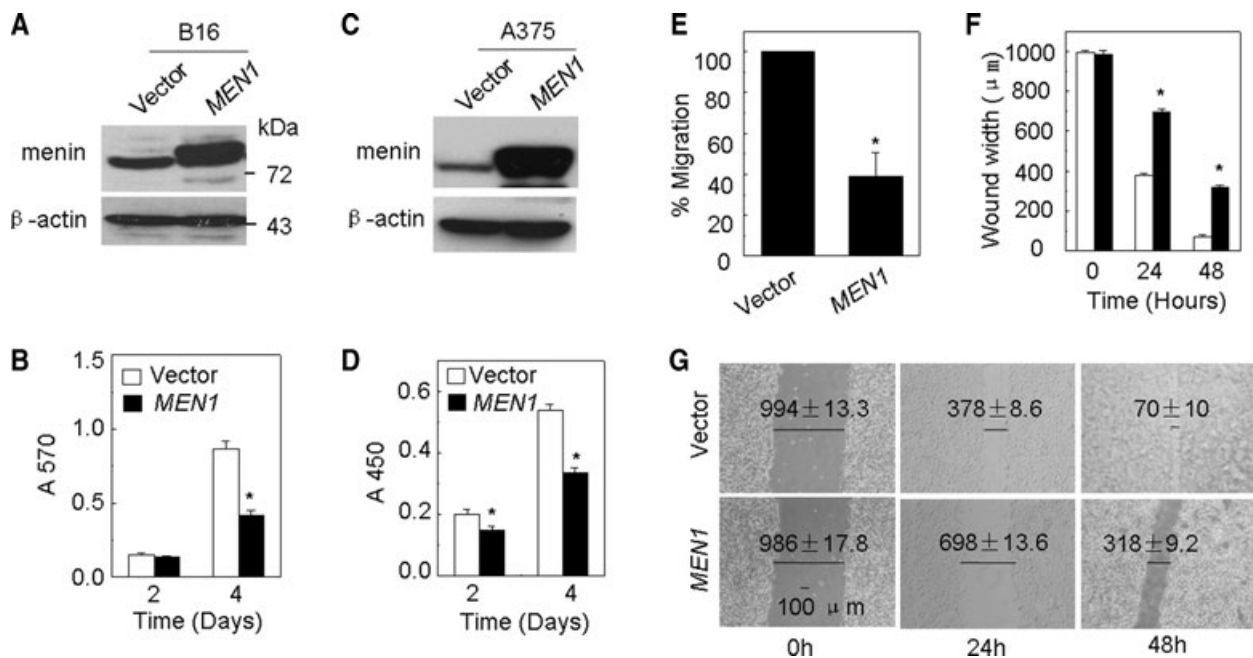 A
B16
Vector
MEN1
kDa
menin
72
β-actin
43
C
A375
Vector
MEN1
menin
β-actin
E
% Migration
100
80
60
40
20
0
*
Vector
MEN1
F
Wound width (μm)
1000
800
600
400
200
0
*
*
0 24 48
Time (Hours)
B
A 570
1.5
1.0
0.5
0.0
Vector
MEN1
*
2 4
Time (Days)
D
A 450
0.6
0.4
0.2
0.0
Vector
MEN1
*
*
2 4
Time (Days)
G
Vector
994±13.3
378±8.6
70±10
MEN1
986±17.8
698±13.6
318±9.2
100 μm
0h 24h 48h